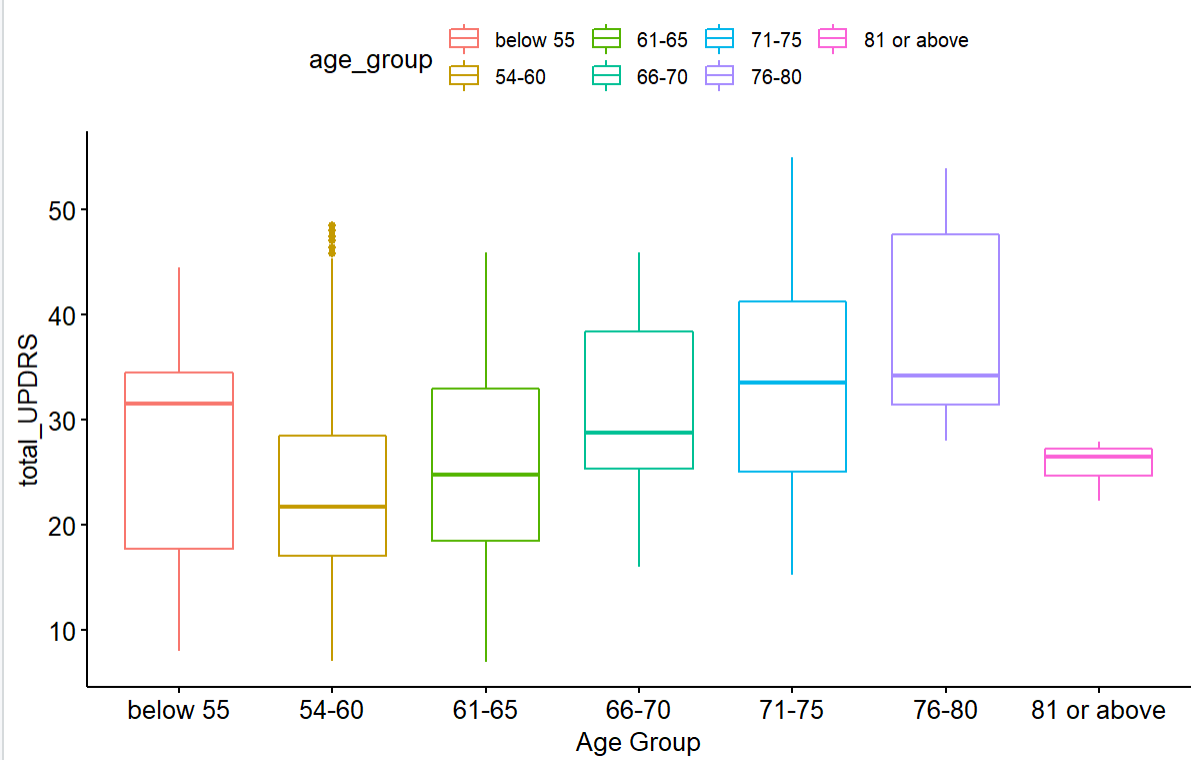 age_group
below 55 61-65 71-75 81 or above
54-60 66-70 76-80
total_UPDRS
50
40
30
20
10
below 55 54-60 61-65 66-70 71-75 76-80 81 or above
Age Group